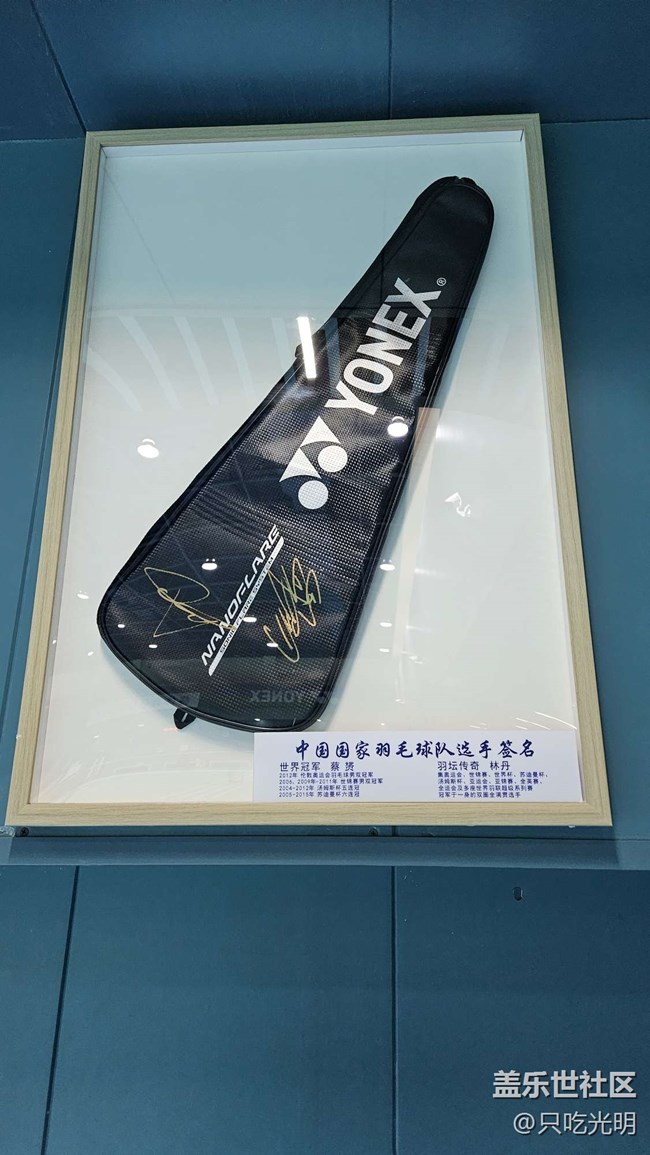 YONEX®
NANOFLARE
中国国家羽毛球队选手签名
世界冠军 蔡 赟
2012年 伦敦奥运会羽毛球男双冠军
2006、2009年-2011年 世锦赛男双冠军
2004-2012年 汤姆斯杯五连冠
2005-2015年 苏迪曼杯六连冠
羽坛传奇 林丹
集奥运会、世锦赛、世界杯、苏迪曼杯、
汤姆斯杯、亚运会、亚锦赛、全英赛、
全运会及多座世界羽联超级系列赛
冠军于一身的双圈全满贯选手
YONEX
盖乐世社区
@只吃光明